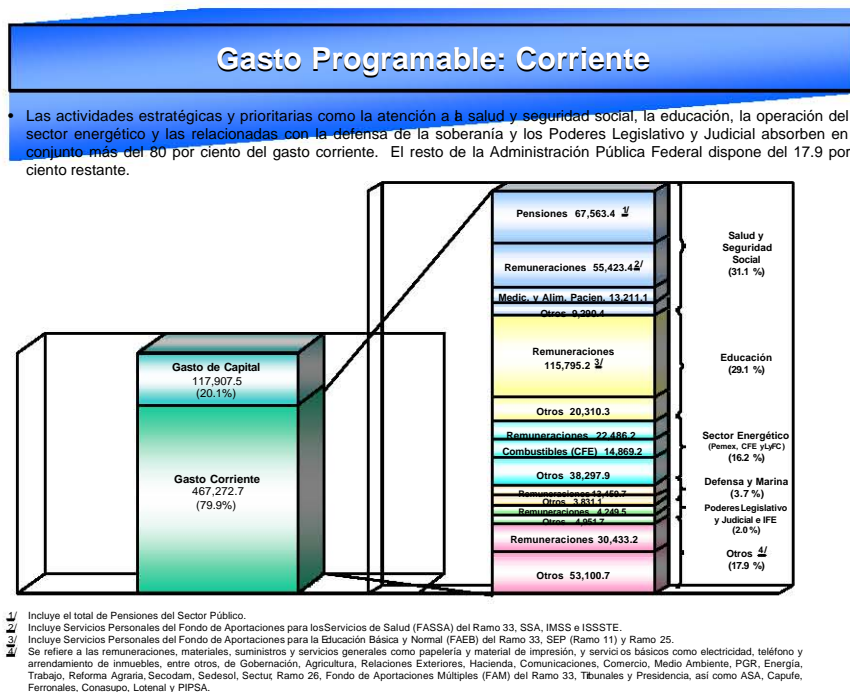 Gasto Programable: Corriente
• Las actividades estratégicas y prioritarias como la atención a la salud y seguridad social, la educación, la operación del
sector energético y las relacionadas con la defensa de la soberanía y los Poderes Legislativo y Judicial absorben en
conjunto más del 80 por ciento del gasto corriente. El resto de la Administración Pública Federal dispone del 17.9 por
ciento restante.
Gasto de Capital
117,907.5
(20.1%)
Gasto Corriente
467,272.7
(79.9%)
Pensiones 67,563.4 1/
Remuneraciones 55,423.4 2/
Medic. y Alim. Pacien. 13,211.1
Otros 9,290.4
Remuneraciones
115,795.2 3/
Otros 20,310.3
Remuneraciones 22,486.2
Combustibles (CFE) 14,869.2
Otros 38,297.9
Remuneraciones 13,459.7
Otros 3,831.1
Remuneraciones 4,249.5
Otros 4,951.7
Remuneraciones 30,433.2
Otros 53,100.7
Salud y
Seguridad
Social
(31.1 %)
Educación
(29.1 %)
Sector Energético
(Pemex, CFE yLyFC)
(16.2 %)
Defensa y Marina
(3.7 %)
Poderes Legislativo
y Judicial e IFE
(2.0 %)
Otros 4/
(17.9 %)
1/ Incluye el total de Pensiones del Sector Público.
2/ Incluye Servicios Personales del Fondo de Aportaciones para los Servicios de Salud (FASSA) del Ramo 33, SSA, IMSS e ISSSTE.
3/ Incluye Servicios Personales del Fondo de Aportaciones para la Educación Básica y Normal (FAEB) del Ramo 33, SEP (Ramo 11) y Ramo 25.
4/ Se refiere a las remuneraciones, materiales, suministros y servicios generales como papelería y material de impresión, y servicios básicos como electricidad, teléfono y
arrendamiento de inmuebles, entre otros, de Gobernación, Agricultura, Relaciones Exteriores, Hacienda, Comunicaciones, Comercio, Medio Ambiente, PGR, Energía,
Trabajo, Reforma Agraria, Secodam, Sedesol, Sectur, Ramo 26, Fondo de Aportaciones Múltiples (FAM) del Ramo 33, Tribunales y Presidencia, así como ASA, Capufe,
Ferronales, Conasupo, Lotenal y PIPSA.